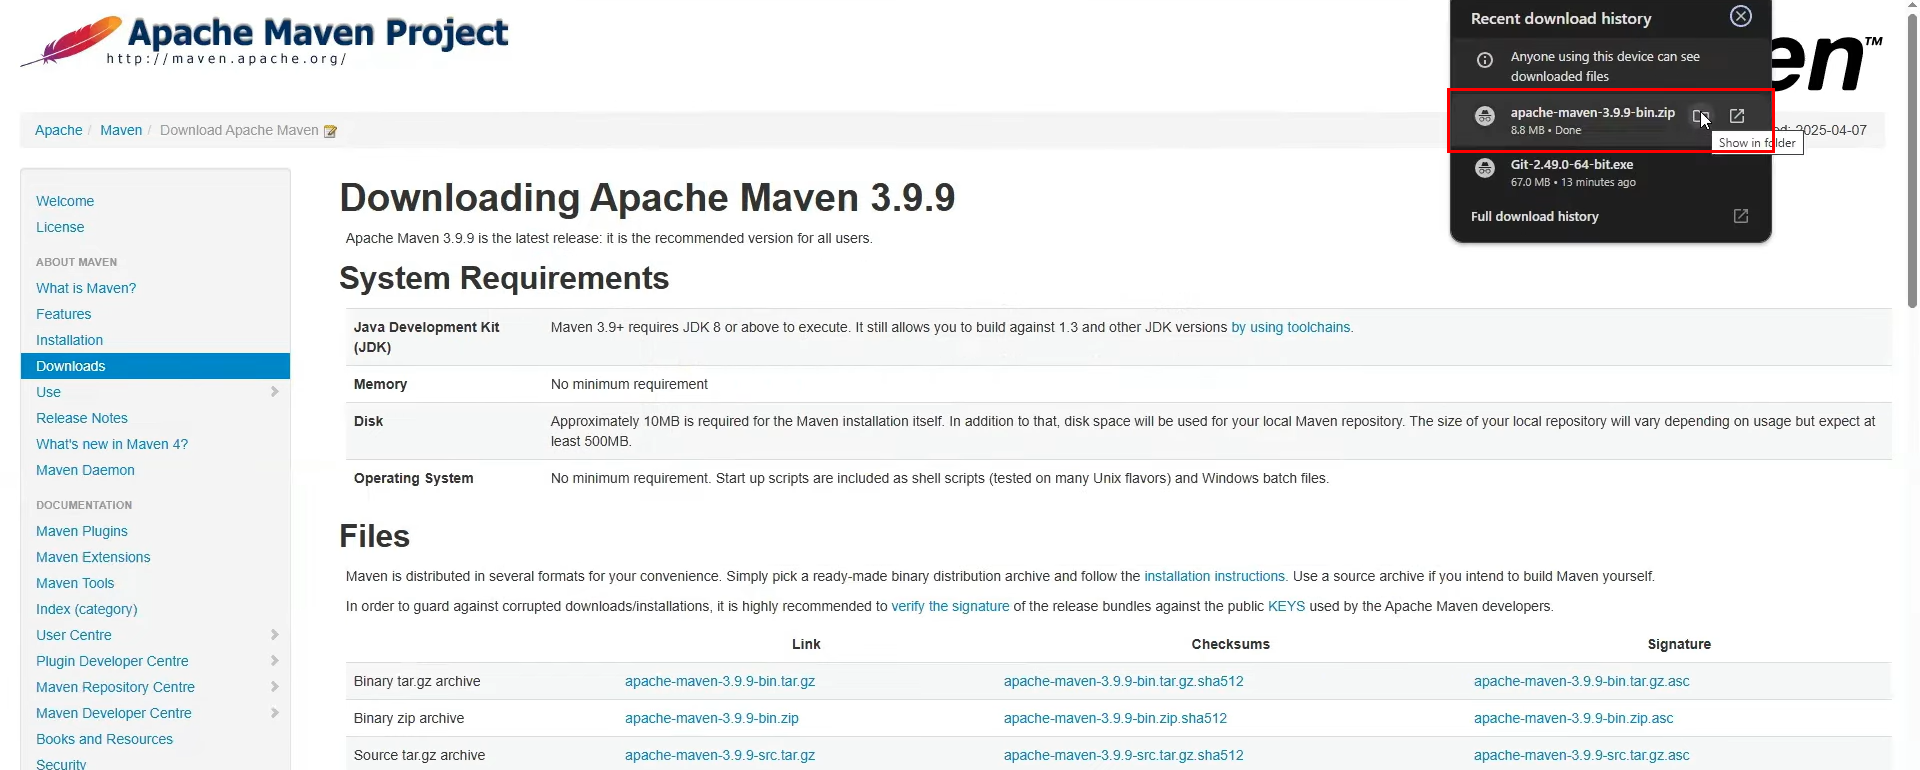 Apache Maven Project
http://maven.apache.org/
en™
Apache / Maven / Download Apache Maven
2025-04-07
Recent download history
Anyone using this device can see
downloaded files
apache-maven-3.9.9-bin.zip
8.8 MB • Done
Show in folder
Git-2.49.0-64-bit.exe
67.0 MB • 13 minutes ago
Full download history
Welcome
License
ABOUT MAVEN
What is Maven?
Features
Installation
Downloads
Use
Release Notes
What's new in Maven 4?
Maven Daemon
DOCUMENTATION
Maven Plugins
Maven Extensions
Maven Tools
Index (category)
User Centre
Plugin Developer Centre
Maven Repository Centre
Maven Developer Centre
Books and Resources
Security
Downloading Apache Maven 3.9.9
Apache Maven 3.9.9 is the latest release: it is the recommended version for all users.
System Requirements
Java Development Kit Maven 3.9+ requires JDK 8 or above to execute. It still allows you to build against 1.3 and other JDK versions by using toolchains.
(JDK)
Memory No minimum requirement
Disk Approximately 10MB is required for the Maven installation itself. In addition to that, disk space will be used for your local Maven repository. The size of your local repository will vary depending on usage but expect at
least 500MB.
Operating System No minimum requirement. Start up scripts are included as shell scripts (tested on many Unix flavors) and Windows batch files.
Files
Maven is distributed in several formats for your convenience. Simply pick a ready-made binary distribution archive and follow the installation instructions. Use a source archive if you intend to build Maven yourself.
In order to guard against corrupted downloads/installations, it is highly recommended to verify the signature of the release bundles against the public KEYS used by the Apache Maven developers.
Link Checksums Signature
Binary tar.gz archive apache-maven-3.9.9-bin.tar.gz apache-maven-3.9.9-bin.tar.gz.sha512 apache-maven-3.9.9-bin.tar.gz.asc
Binary zip archive apache-maven-3.9.9-bin.zip apache-maven-3.9.9-bin.zip.sha512 apache-maven-3.9.9-bin.zip.asc
Source tar.gz archive apache-maven-3.9.9-src.tar.gz apache-maven-3.9.9-src.tar.gz.sha512 apache-maven-3.9.9-src.tar.gz.asc